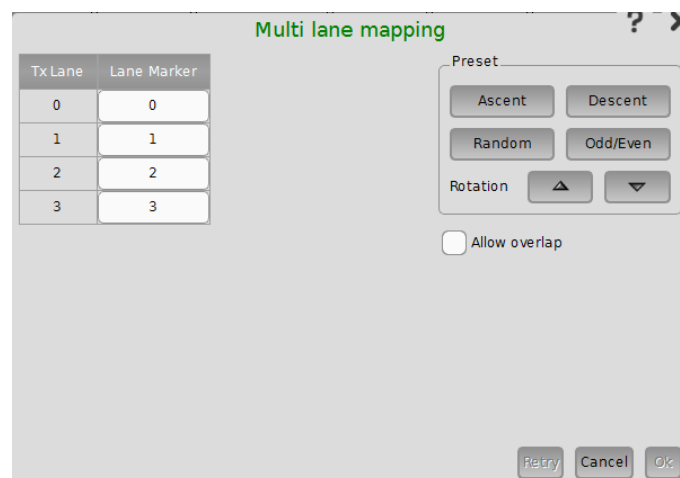 Multi lane mapping
?
Tx Lane Lane Marker
0 0
1 1
2 2
3 3
Preset
Ascent Descent
Random Odd/Even
Rotation
Allow overlap
Retry Cancel Ok